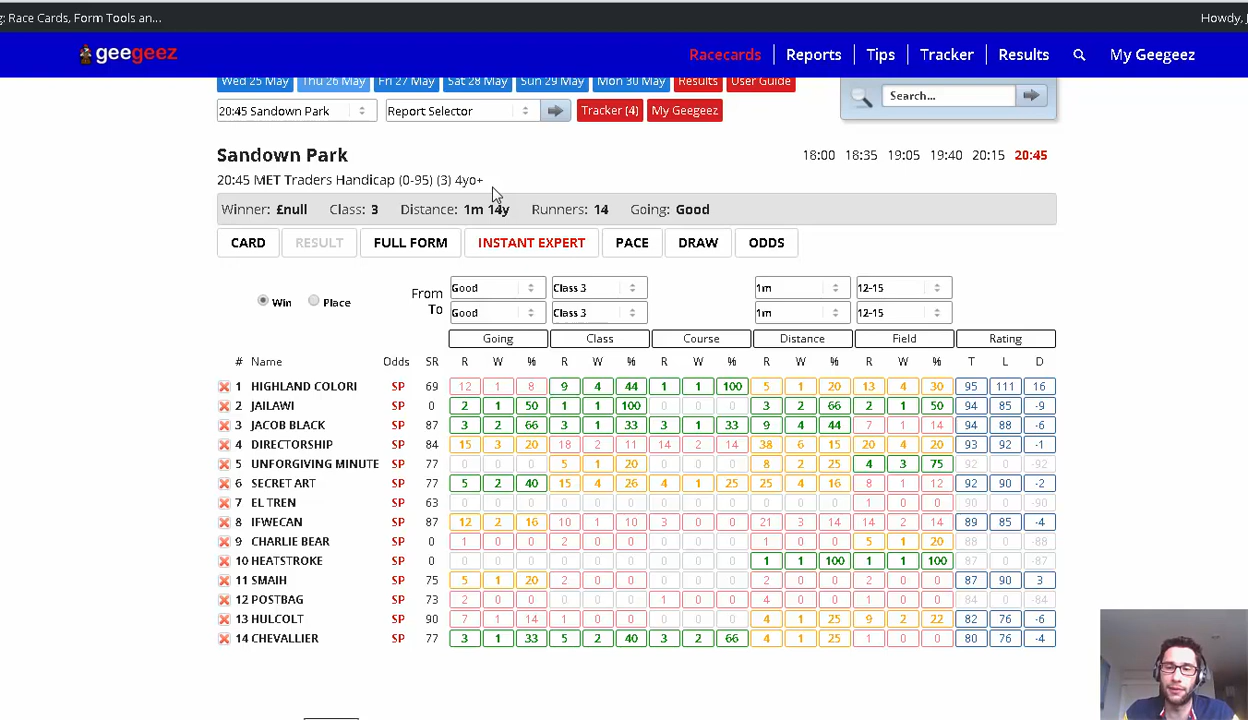 g: Race Cards, Form Tools an... Howdy, J
geegeez Racecards Reports Tips Tracker Results My Geegeez
Wed 25 May Thu 26 May Fri 27 May Sat 28 May Sun 29 May Mon 30 May Results User Guide
20:45 Sandown Park Report Selector Tracker (4) My Geegeez Search...
Sandown Park 18:00 18:35 19:05 19:40 20:15 20:45
20:45 MET Traders Handicap (0-95) (3) 4yo+
Winner: £null Class: 3 Distance: 1m 14y Runners: 14 Going: Good
CARD RESULT FULL FORM INSTANT EXPERT PACE DRAW ODDS
Win Place From Good Class 3 1m 12-15
To Good Class 3 1m 12-15
Going Class Course Distance Field Rating
# Name Odds SR R W % R W % R W % R W % R W % T L D
1 HIGHLAND COLORI SP 69 12 1 8 9 4 44 1 1 100 5 1 20 13 4 30 95 111 16
2 JAILAWI SP 0 2 1 50 1 1 100 0 0 0 3 2 66 2 1 50 94 85 -9
3 JACOB BLACK SP 87 3 2 66 3 1 33 3 1 33 9 4 44 7 1 14 94 88 -6
4 DIRECTORSHIP SP 84 15 3 20 18 2 11 14 2 14 38 6 15 20 4 20 93 92 -1
5 UNFORGIVING MINUTE SP 77 0 0 0 5 1 20 0 0 0 8 2 25 4 3 75 92 0 -92
6 SECRET ART SP 77 5 2 40 15 4 26 4 1 25 25 4 16 8 1 12 92 90 -2
7 EL TREN SP 63 0 0 0 0 0 0 0 0 0 0 0 0 1 0 0 90 0 -90
8 IFWECAN SP 87 12 2 16 10 1 10 3 0 0 21 3 14 14 2 14 89 85 -4
9 CHARLIE BEAR SP 0 1 0 0 2 0 0 0 0 0 1 0 0 5 1 20 88 0 -88
10 HEATSTROKE SP 0 0 0 0 0 0 0 0 0 0 1 1 100 1 1 100 87 0 -87
11 SMAIH SP 75 5 1 20 2 0 0 0 0 0 2 0 0 2 0 0 87 90 3
12 POSTBAG SP 73 2 0 0 0 0 0 1 0 0 4 0 0 1 0 0 84 0 -84
13 HULCOLT SP 90 7 1 14 1 0 0 0 0 0 4 1 25 9 2 22 82 76 -6
14 CHEVALLIER SP 77 3 1 33 5 2 40 3 2 66 4 1 25 1 0 0 80 76 -4